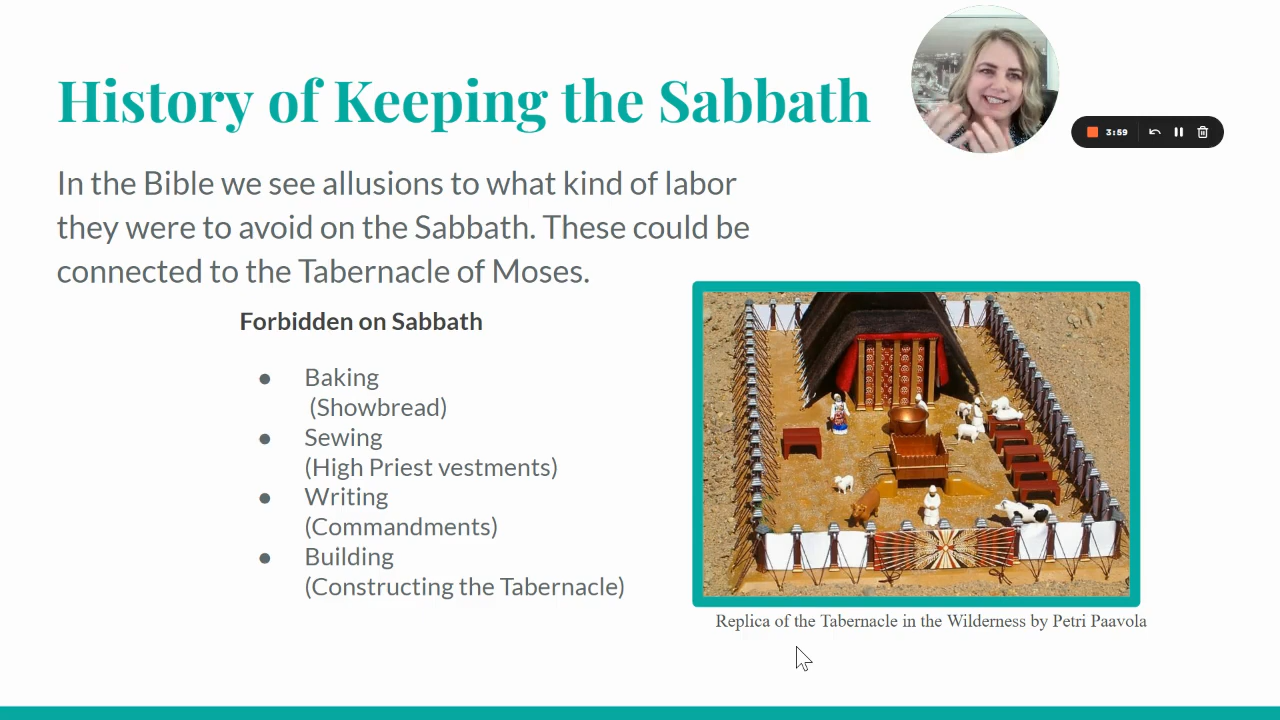 History of Keeping the Sabbath
3:59
In the Bible we see allusions to what kind of labor
they were to avoid on the Sabbath. These could be
connected to the Tabernacle of Moses.
Forbidden on Sabbath
● Baking
(Showbread)
● Sewing
(High Priest vestments)
● Writing
(Commandments)
● Building
(Constructing the Tabernacle)
Replica of the Tabernacle in the Wilderness by Petri Paavola